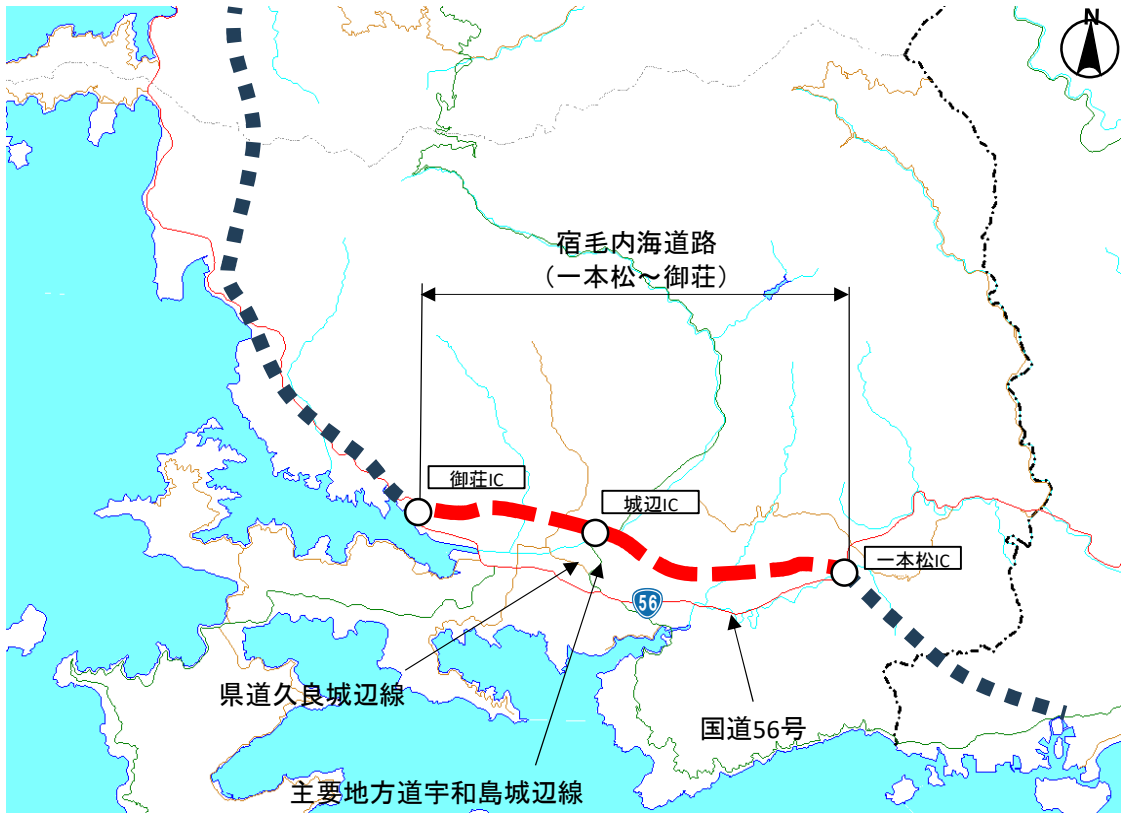 N
宿毛内海道路
（一本松～御荘）
御荘IC
城辺IC
一本松IC
56
県道久良城辺線
国道56号
主要地方道宇和島城辺線